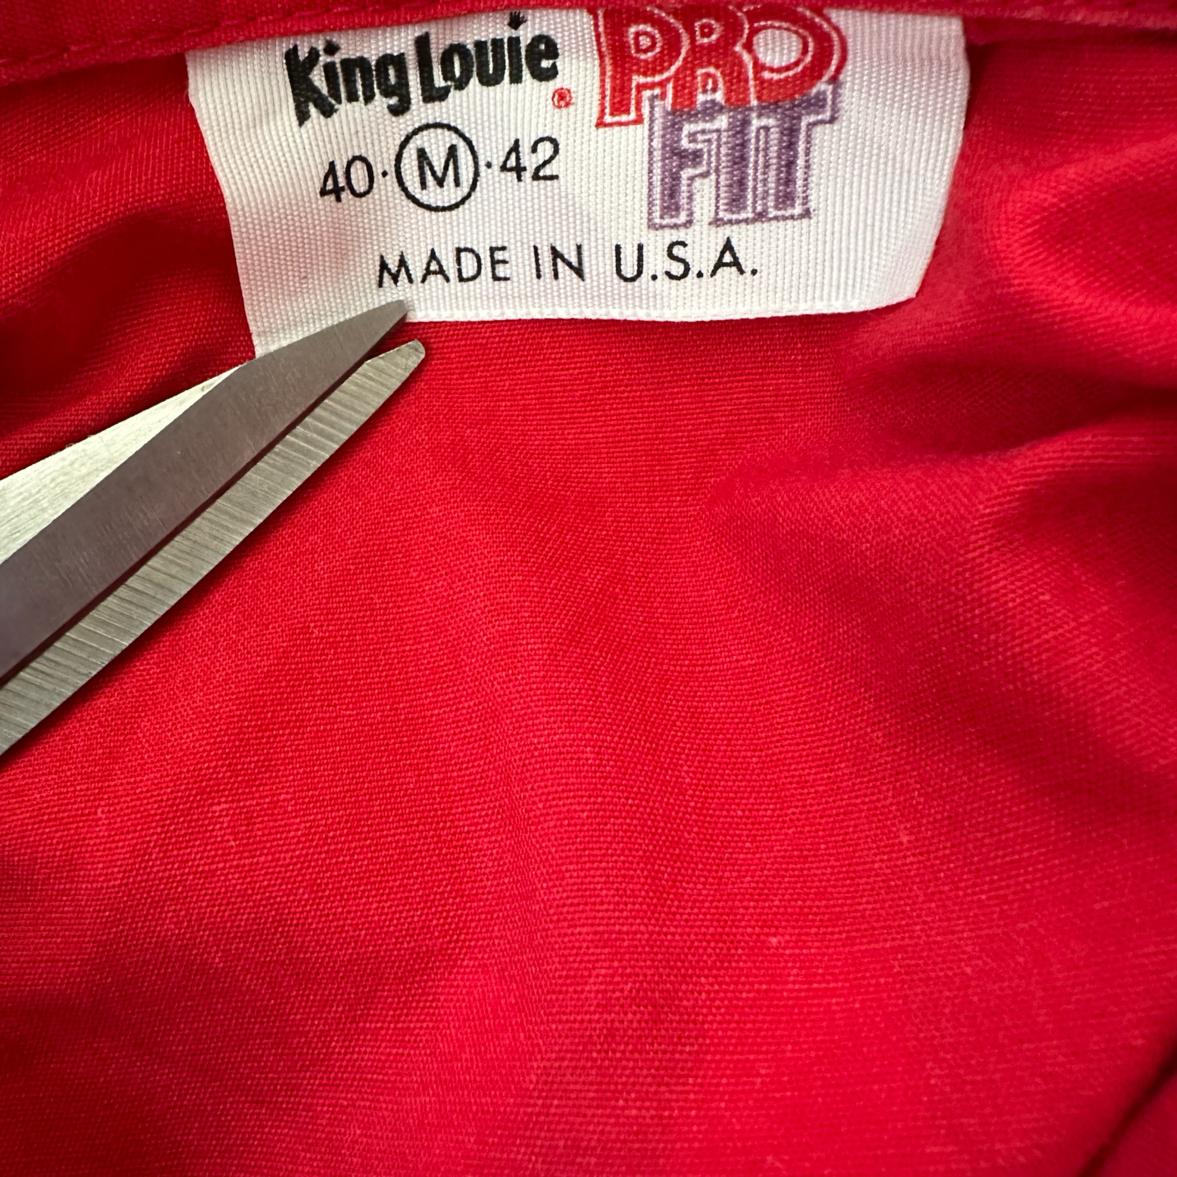 King Louie®
PRO
FIT
40·M·42
MADE IN U.S.A.